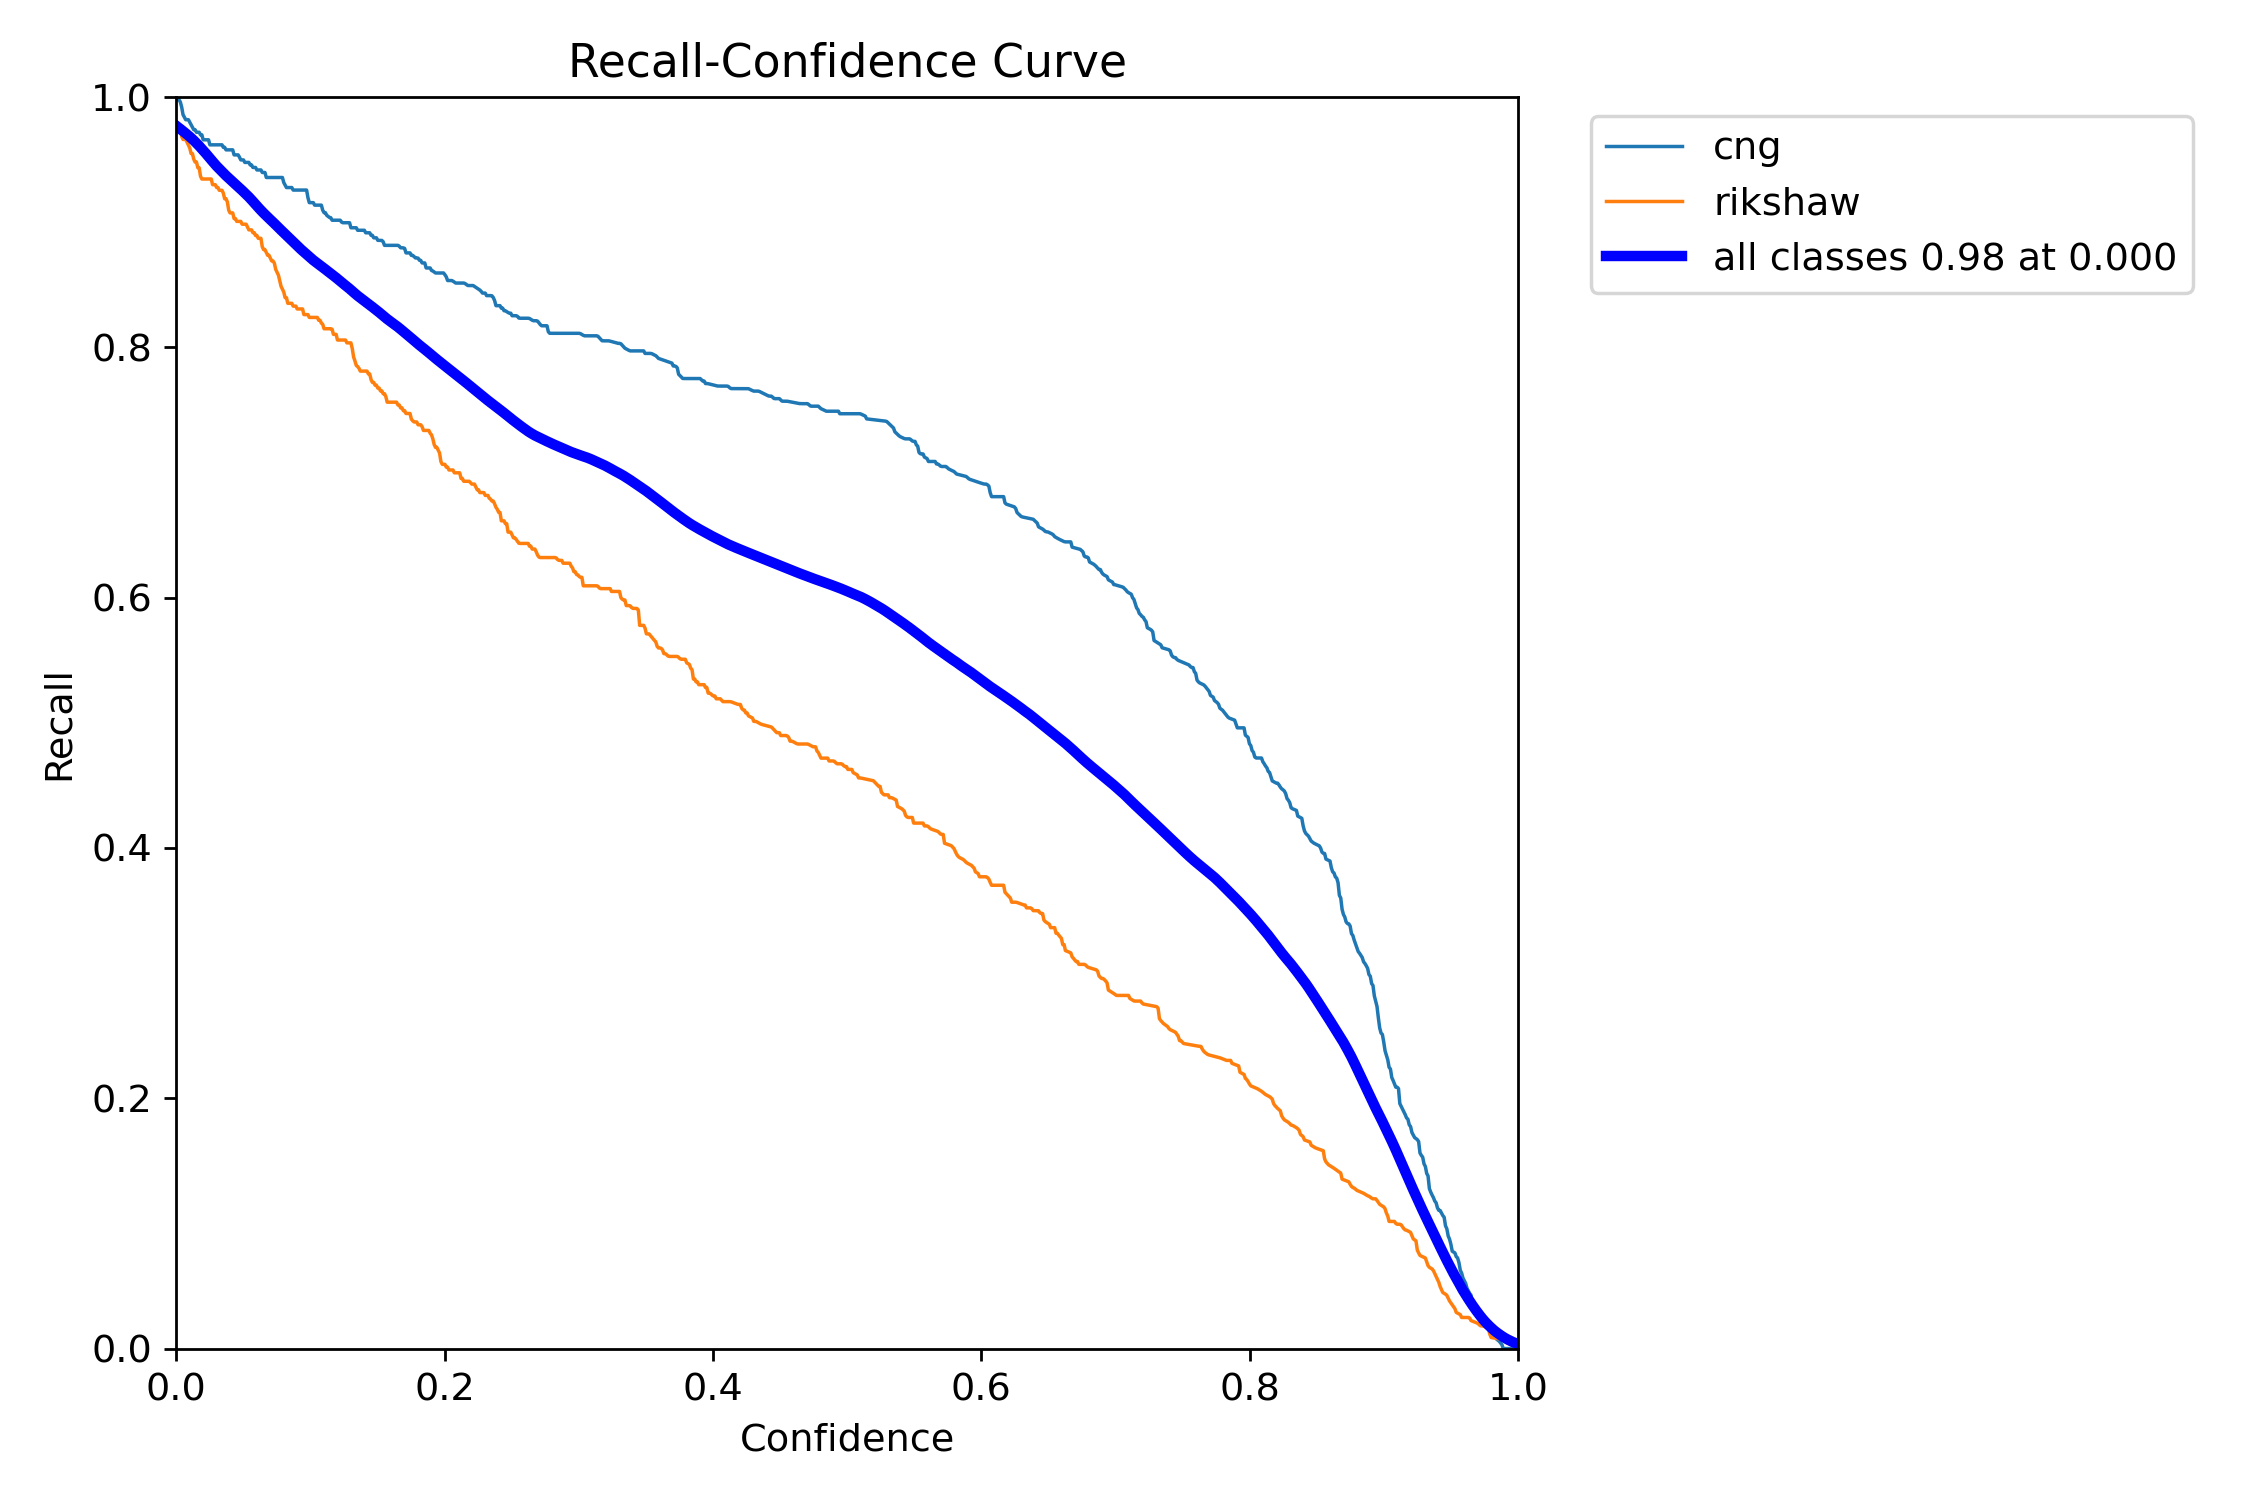 Recall-Confidence Curve
cng
rikshaw
all classes 0.98 at 0.000
1.0
0.8
0.6
0.4
0.2
0.0
Recall
0.0 0.2 0.4 0.6 0.8 1.0
Confidence